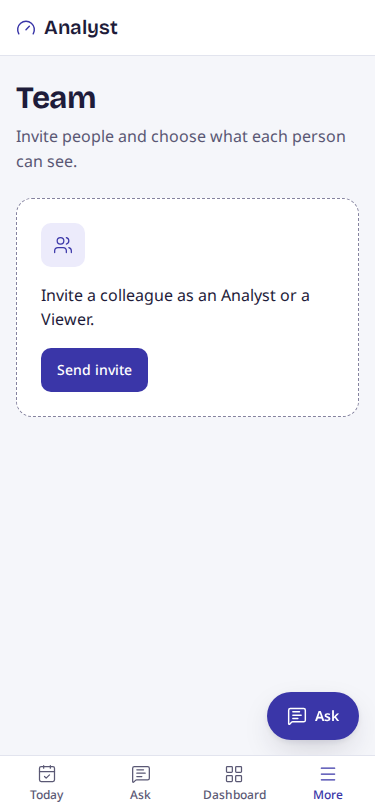 Analyst
Team
Invite people and choose what each person
can see.
Invite a colleague as an Analyst or a
Viewer.
Send invite
Ask
Today
Ask
Dashboard
More